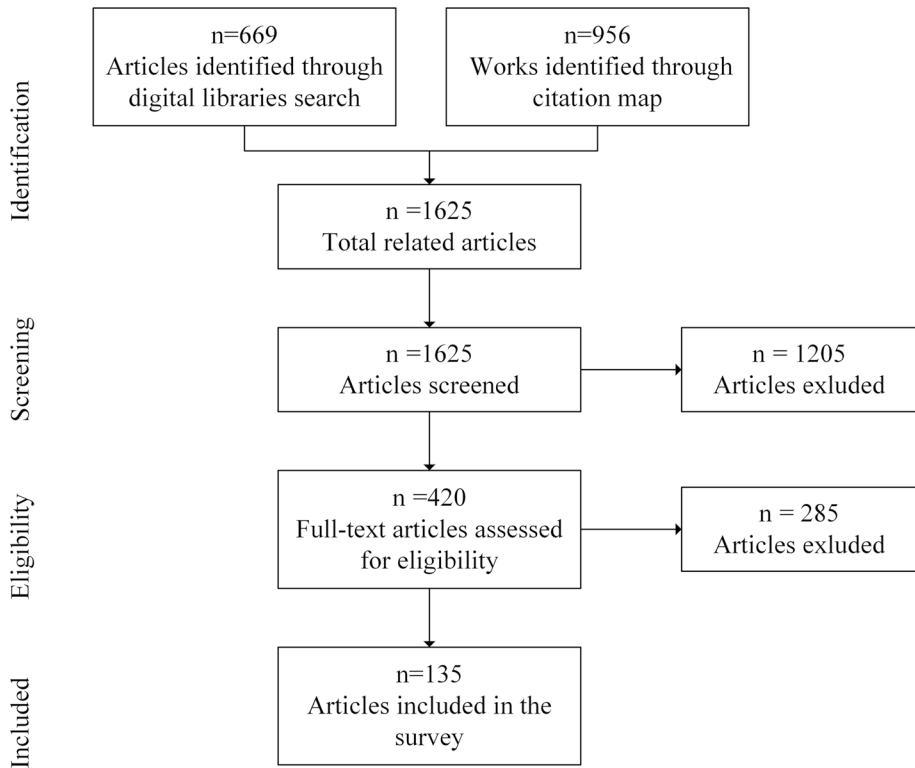 Identification
n=669
Articles identified through
digital libraries search
n=956
Works identified through
citation map
n =1625
Total related articles
Screening
n =1625
Articles screened
n = 1205
Articles exluded
Eligibility
n =420
Full-text articles assessed
for eligibility
n = 285
Articles exluded
Included
n=135
Articles included in the
survey